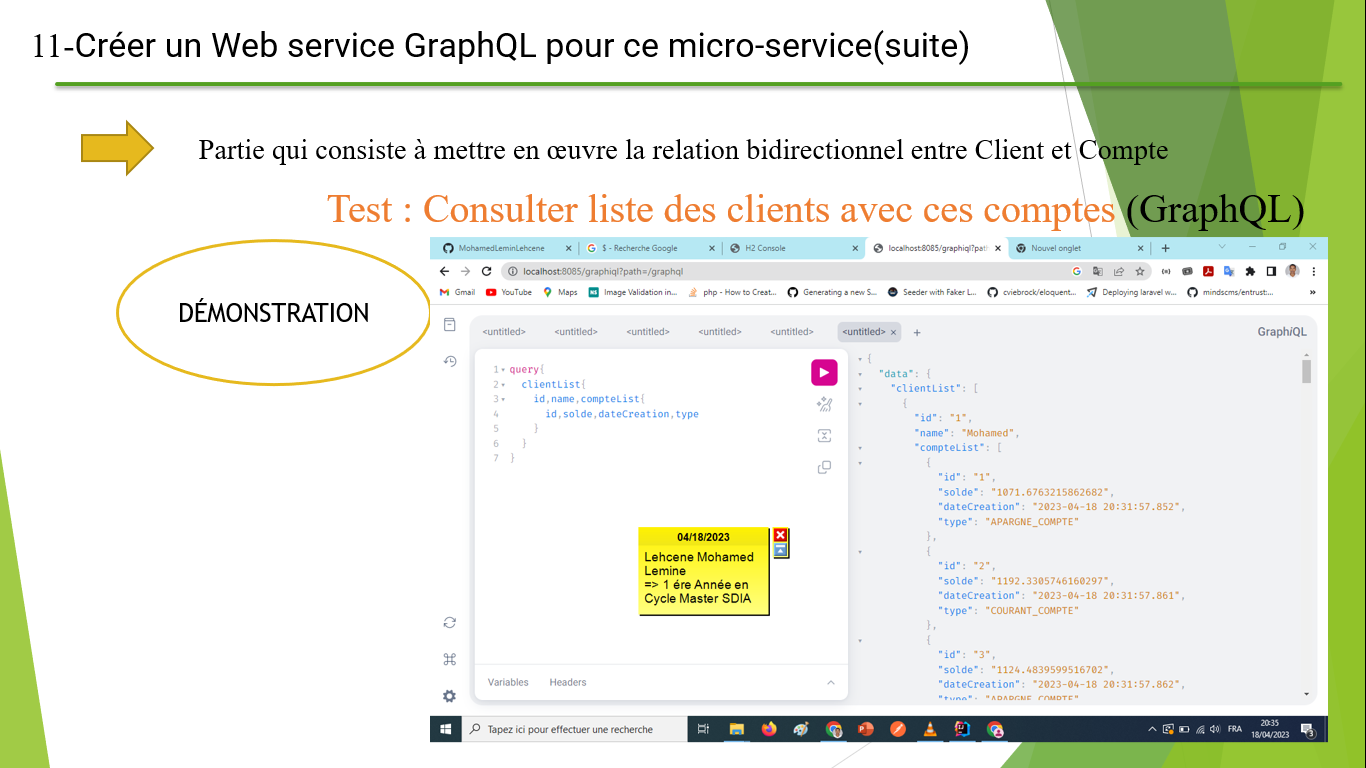 11-Créer un Web service GraphQL pour ce micro-service(suite)
Partie qui consiste à mettre en œuvre la relation bidirectionnel entre Client et Compte
Test : Consulter liste des clients avec ces comptes (GraphQL)
DÉMONSTRATION
MohamedLeminLehcene
$ - Recherche Google
H2 Console
localhost:8085/graphiql?path
Nouvel onglet
localhost:8085/graphiql?path=/graphql
Gmail
YouTube
Maps
Image Validation in...
php - How to Creat...
Generating a new S...
Seeder with Faker L...
cviebrock/eloquent...
Deploying laravel w...
mindscms/entrust:...
»
<untitled>
<untitled>
<untitled>
<untitled>
<untitled>
<untitled>
GraphiQL
1 query{
2 clientList{
3 id,name,compteList{
4 id,solde,dateCreation,type
5 }
6 }
7 }
{
"data": {
"clientList": [
{
"id": "1",
"name": "Mohamed",
"compteList": [
{
"id": "1",
"solde": "1071.6763215862682",
"dateCreation": "2023-04-18 20:31:57.852",
"type": "APARGNE_COMPTE"
},
{
"id": "2",
"solde": "1192.3305746160297",
"dateCreation": "2023-04-18 20:31:57.861",
"type": "COURANT_COMPTE"
},
{
"id": "3",
"solde": "1124.4839599516702",
"dateCreation": "2023-04-18 20:31:57.862",
"type": "APARGNE_COMPTE"
04/18/2023
Lehcene Mohamed
Lemine
=> 1 ére Année en
Cycle Master SDIA
Variables
Headers
Tapez ici pour effectuer une recherche
FRA
20:35
18/04/2023
3